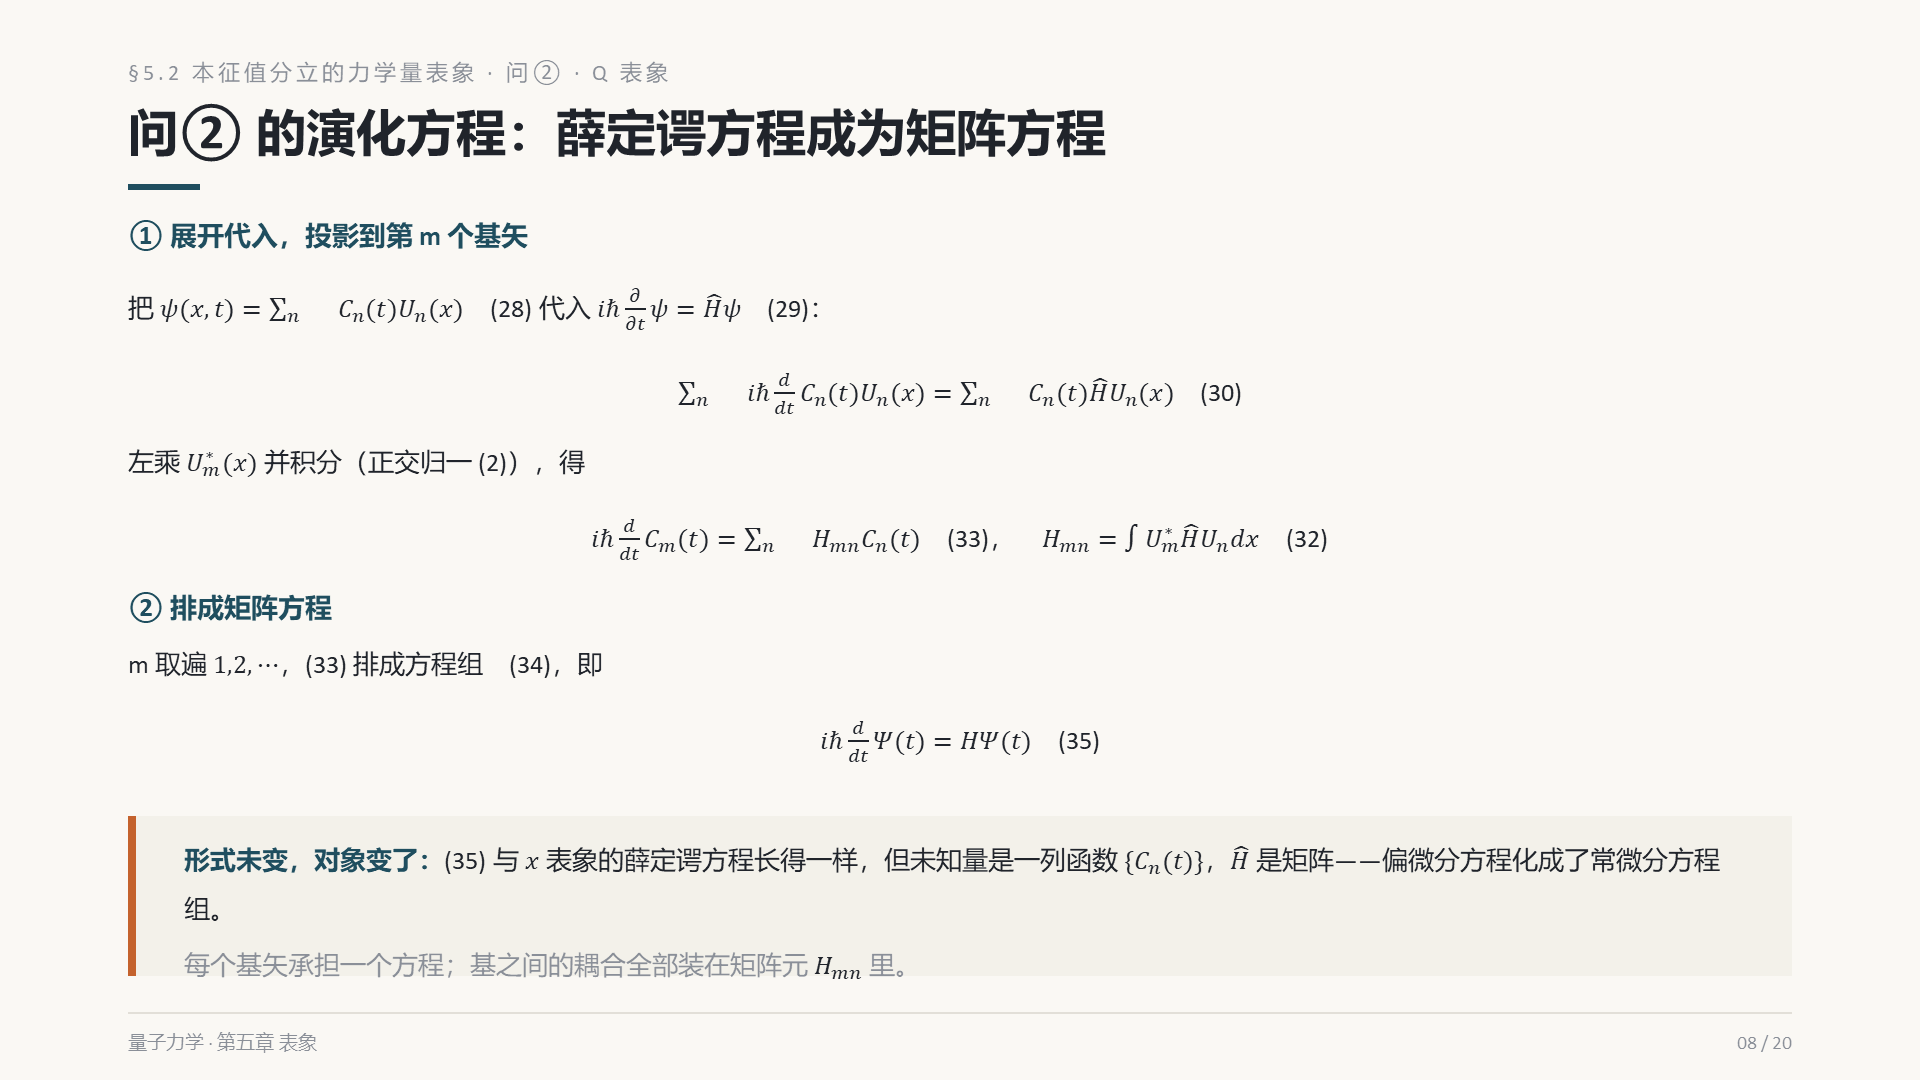 §5.2 本征值分立的力学量表象 · 问② · Q 表象
问② 的演化方程：薛定谔方程成为矩阵方程
① 展开代入，投影到第 m 个基矢
把 ψ(x, t) = ∑ₙ Cₙ(t)Uₙ(x) (28) 代入 iħ ∂/∂t ψ = Ĥψ (29)：
∑ₙ iħ d/dt Cₙ(t)Uₙ(x) = ∑ₙ Cₙ(t)ĤUₙ(x) (30)
左乘 U*ₘ(x) 并积分（正交归一 (2)），得
iħ d/dt Cₘ(t) = ∑ₙ HₘₙCₙ(t) (33)， Hₘₙ = ∫ U*ₘĤUₙdx (32)
② 排成矩阵方程
m 取遍 1,2, ⋯，(33) 排成方程组 (34)，即
iħ d/dt Ψ(t) = HΨ(t) (35)
形式未变，对象变了：(35) 与 x 表象的薛定谔方程长得一样，但未知量是一列函数 {Cₙ(t)}，Ĥ 是矩阵——偏微分方程化成了常微分方程
组。
每个基矢承担一个方程；基之间的耦合全部装在矩阵元 Hₘₙ 里。
量子力学 · 第五章 表象
08 / 20